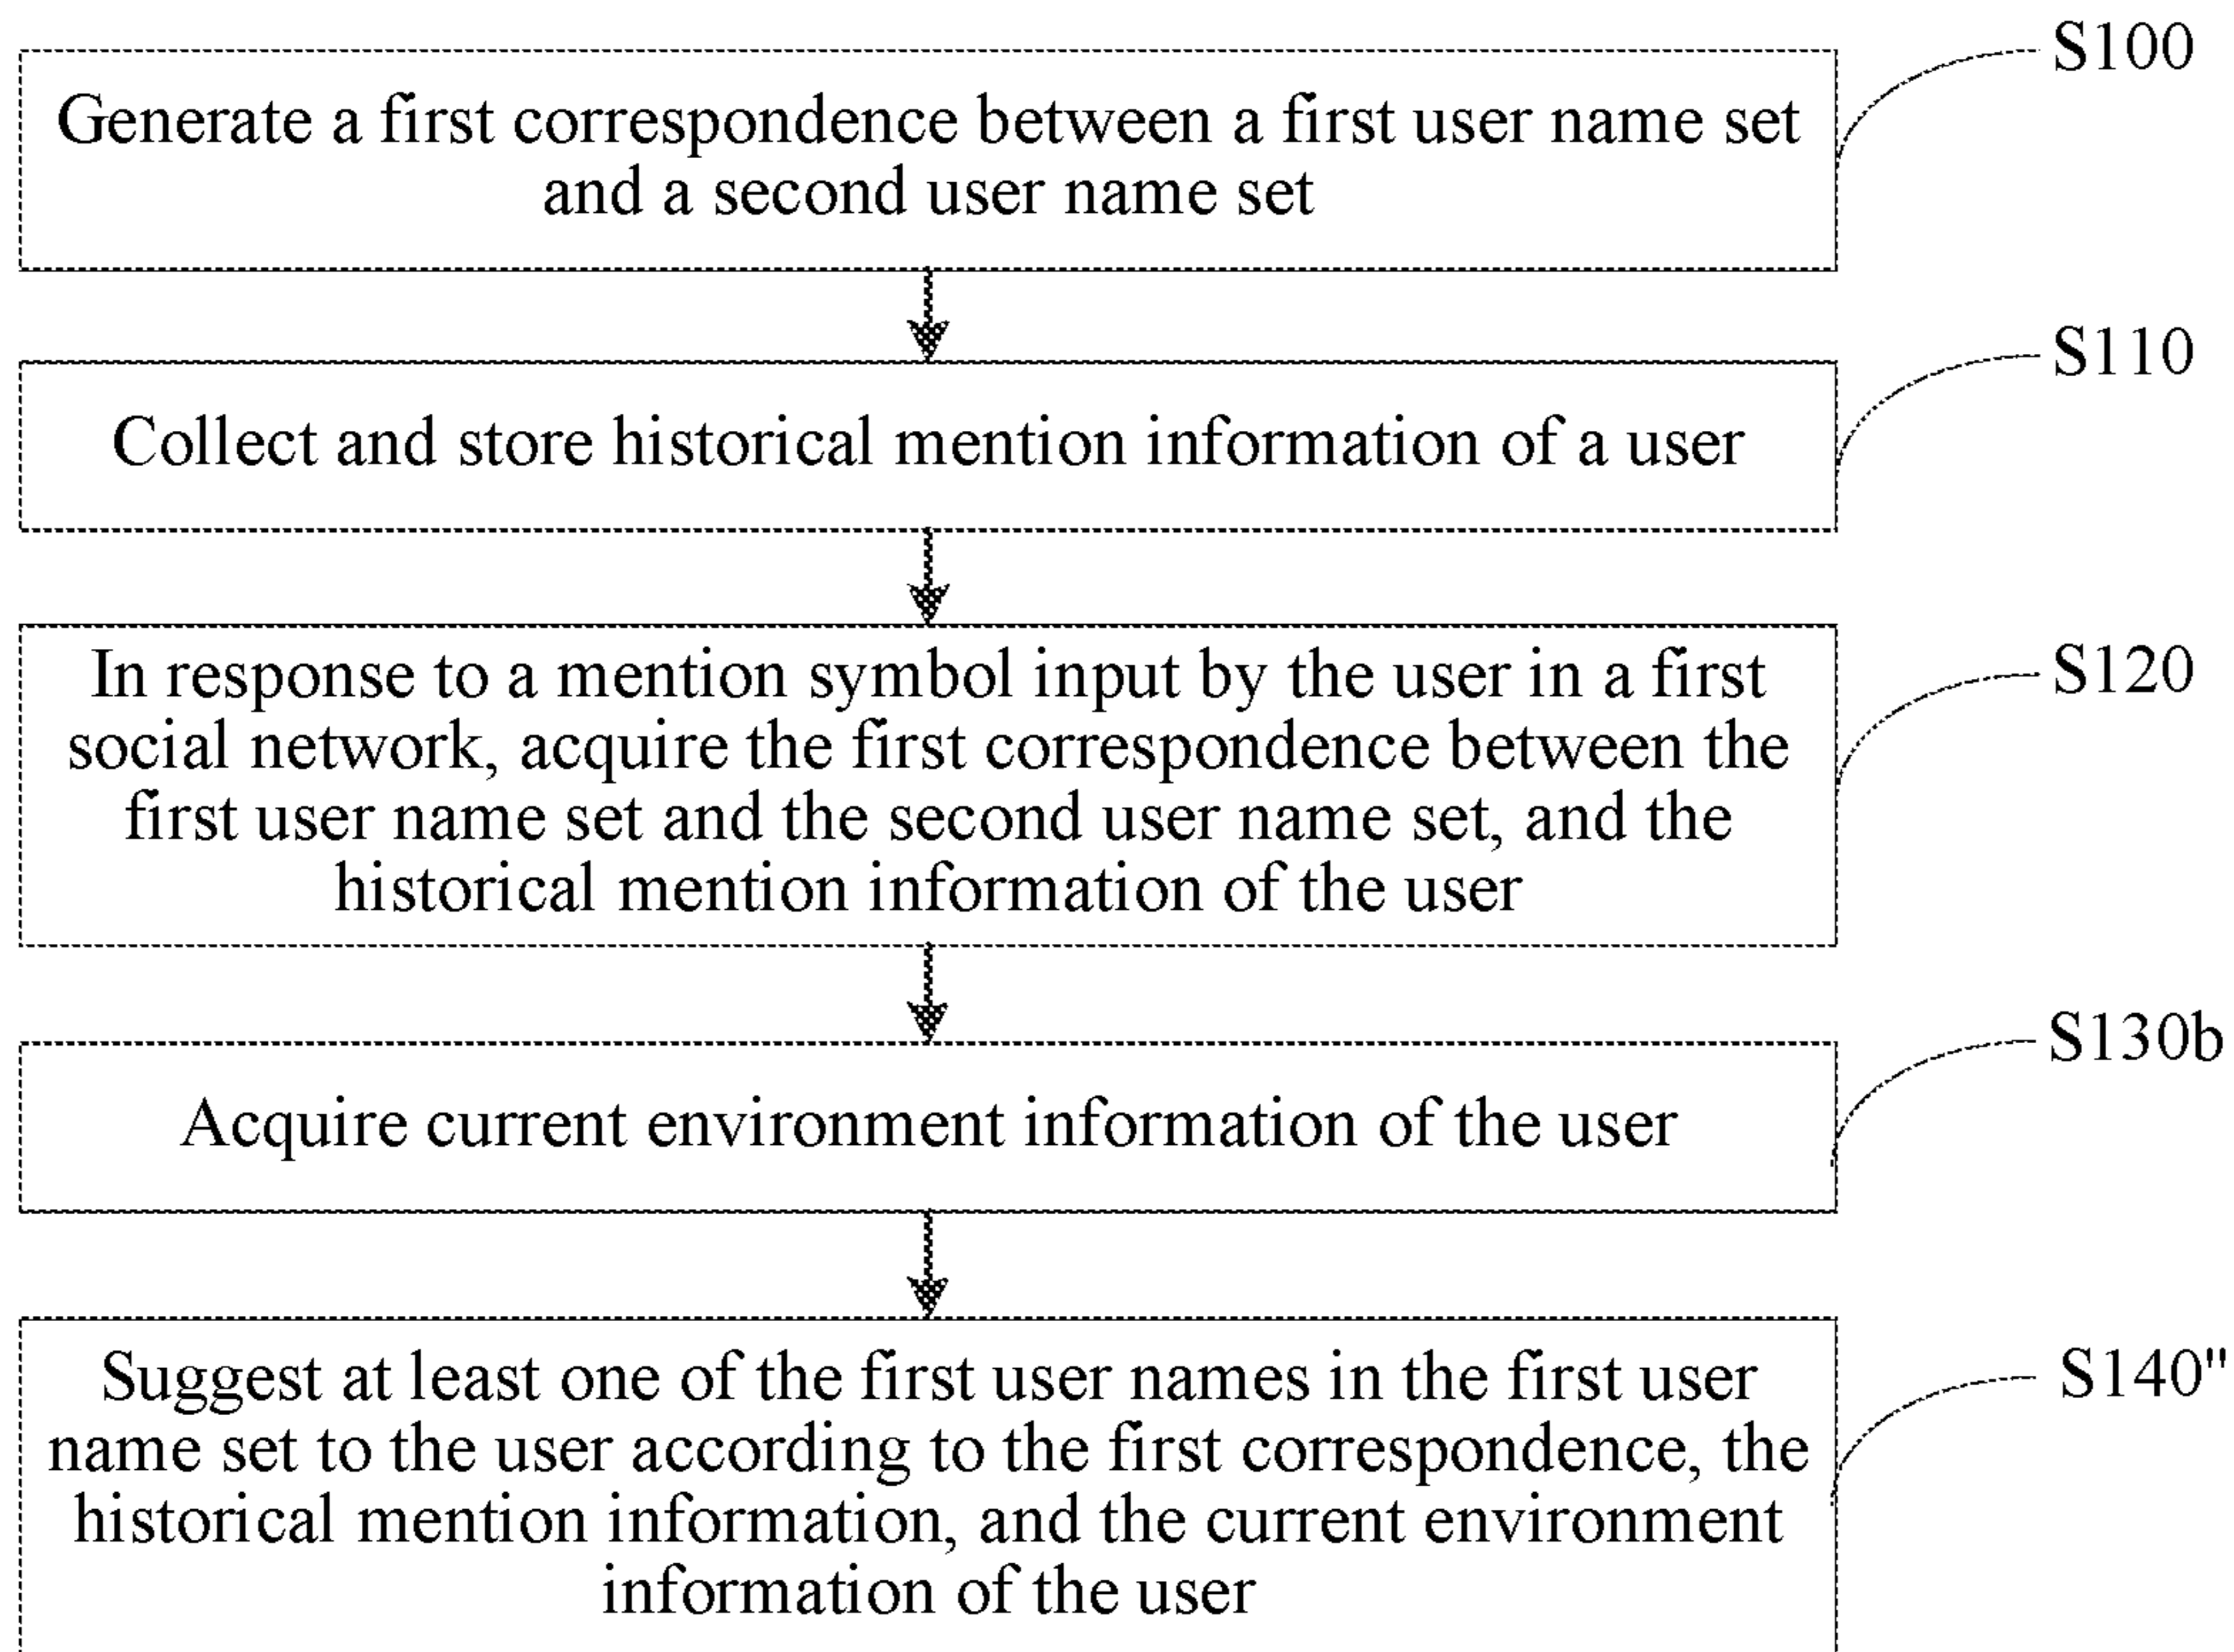 S100
Generate a first correspondence between a first user name set
and a second user name set
S110
Collect and store historical mention information of a user
S120
In response to a mention symbol input by the user in a first
social network, acquire the first correspondence between the
first user name set and the second user name set, and the
historical mention information of the user
S130b
Acquire current environment information of the user
S140"
Suggest at least one of the first user names in the first user
name set to the user according to the first correspondence, the
historical mention information, and the current environment
information of the user